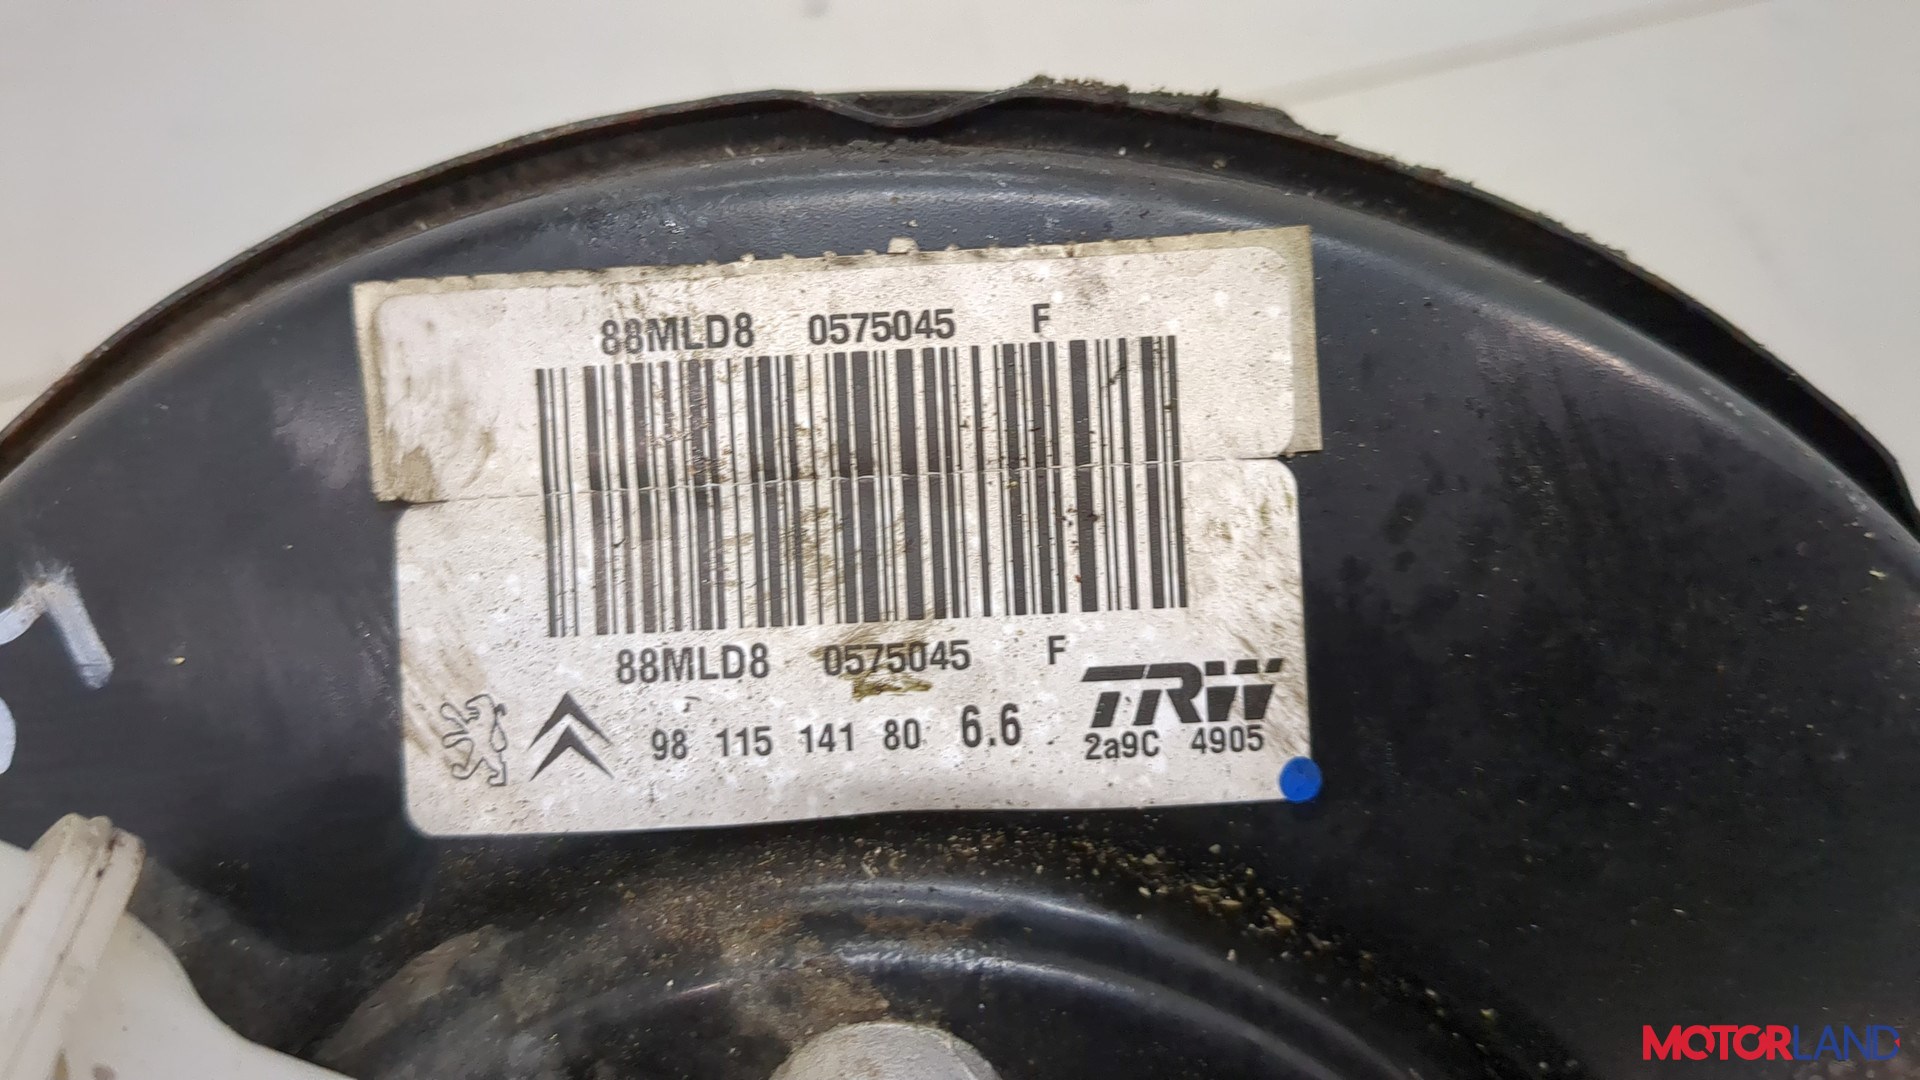 88MLD8 0575045 F
88MLD8 0575045 F
98 115 141 80 6.6
TRW
2a9C 4905
MOTORLAND